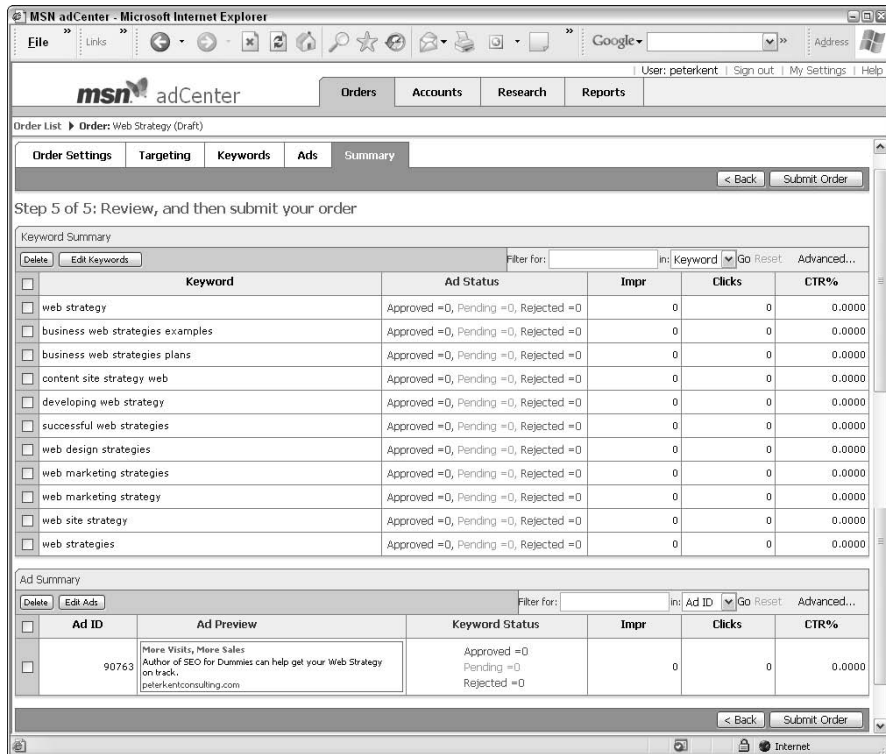 MSN adCenter - Microsoft Internet Explorer
File » Links » » Google » Address
User: peterkent | Sign out | My Settings | Help
msn adCenter Orders Accounts Research Reports
Order List Order: Web Strategy (Draft)
Order Settings Targeting Keywords Ads Summary
< Back Submit Order
Step 5 of 5: Review, and then submit your order
Keyword Summary
Delete Edit Keywords Filter for: in: Keyword Go Reset Advanced...
Keyword Ad Status Impr Clicks CTR%
web strategy Approved =0, Pending =0, Rejected =0 0 0 0.0000
business web strategies examples Approved =0, Pending =0, Rejected =0 0 0 0.0000
business web strategies plans Approved =0, Pending =0, Rejected =0 0 0 0.0000
content site strategy web Approved =0, Pending =0, Rejected =0 0 0 0.0000
developing web strategy Approved =0, Pending =0, Rejected =0 0 0 0.0000
successful web strategies Approved =0, Pending =0, Rejected =0 0 0 0.0000
web design strategies Approved =0, Pending =0, Rejected =0 0 0 0.0000
web marketing strategies Approved =0, Pending =0, Rejected =0 0 0 0.0000
web marketing strategy Approved =0, Pending =0, Rejected =0 0 0 0.0000
web site strategy Approved =0, Pending =0, Rejected =0 0 0 0.0000
web strategies Approved =0, Pending =0, Rejected =0 0 0 0.0000
Ad Summary
Delete Edit Ads Filter for: in: Ad ID Go Reset Advanced...
Ad ID Ad Preview Keyword Status Impr Clicks CTR%
More Visits, More Sales Approved =0
90763 Author of SEO for Dummies can help get your Web Strategy on track. Pending =0 0 0 0.0000
peterkentconsulting.com Rejected =0
< Back Submit Order
Internet